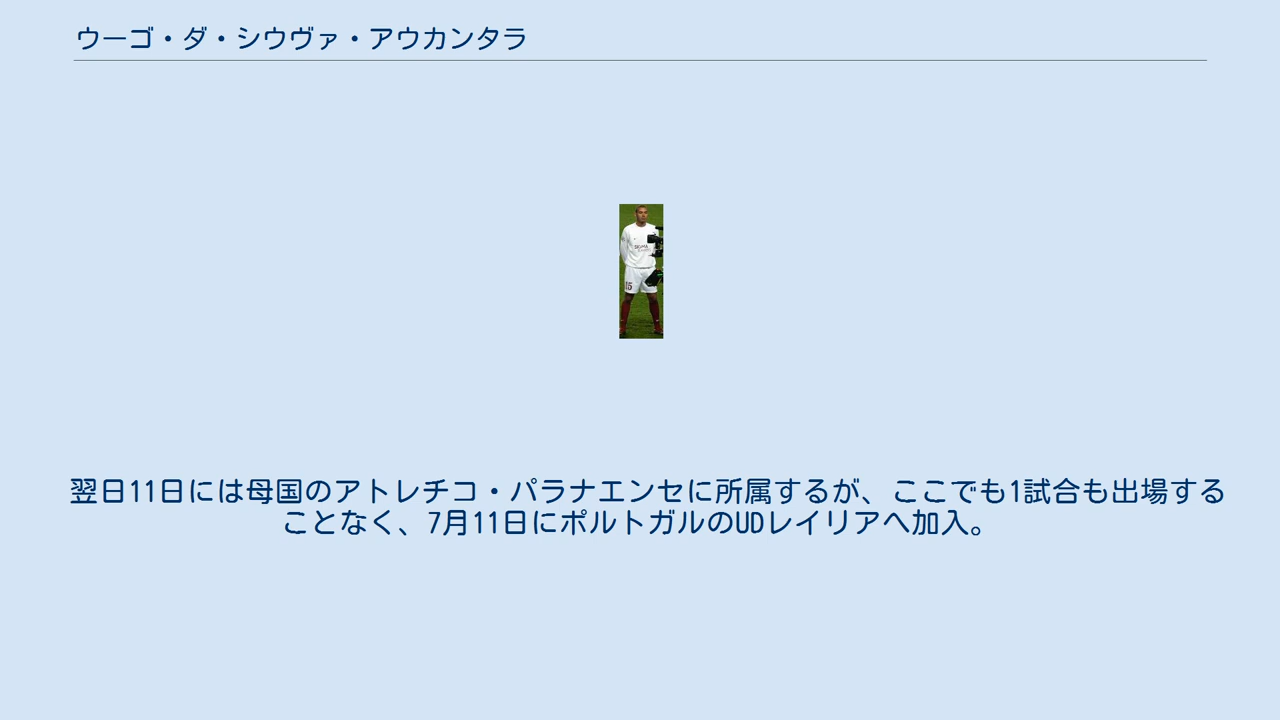 ウーゴ・ダ・シウヴァ・アウカンタラ
15
翌日11日には母国のアトレチコ・パラナエンセに所属するが、ここでも1試合も出場する
ことなく、7月11日にポルトガルのUDレイリアへ加入。